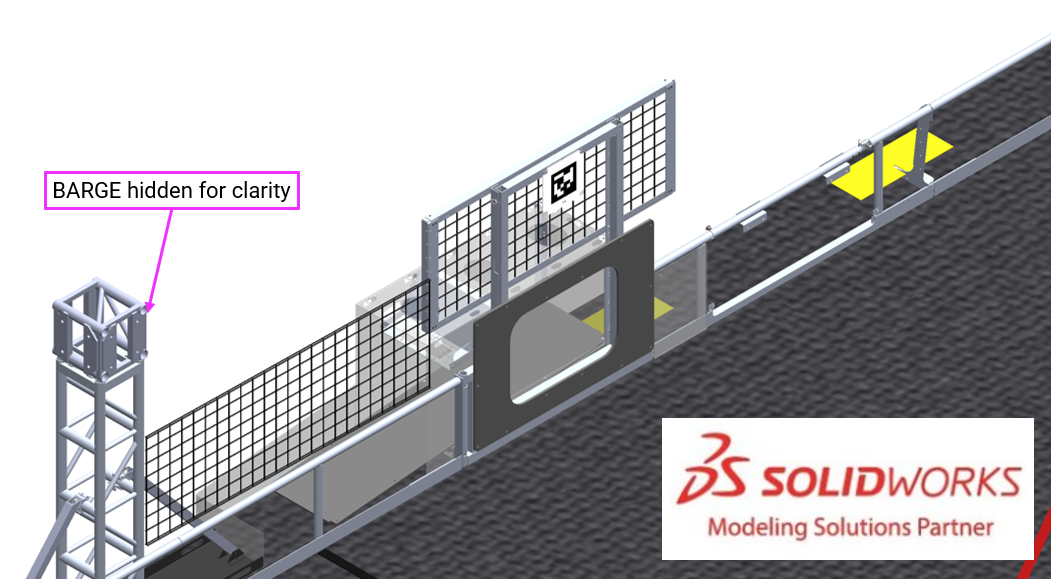 BARGE hidden for clarity
SOLIDWORKS
Modeling Solutions Partner